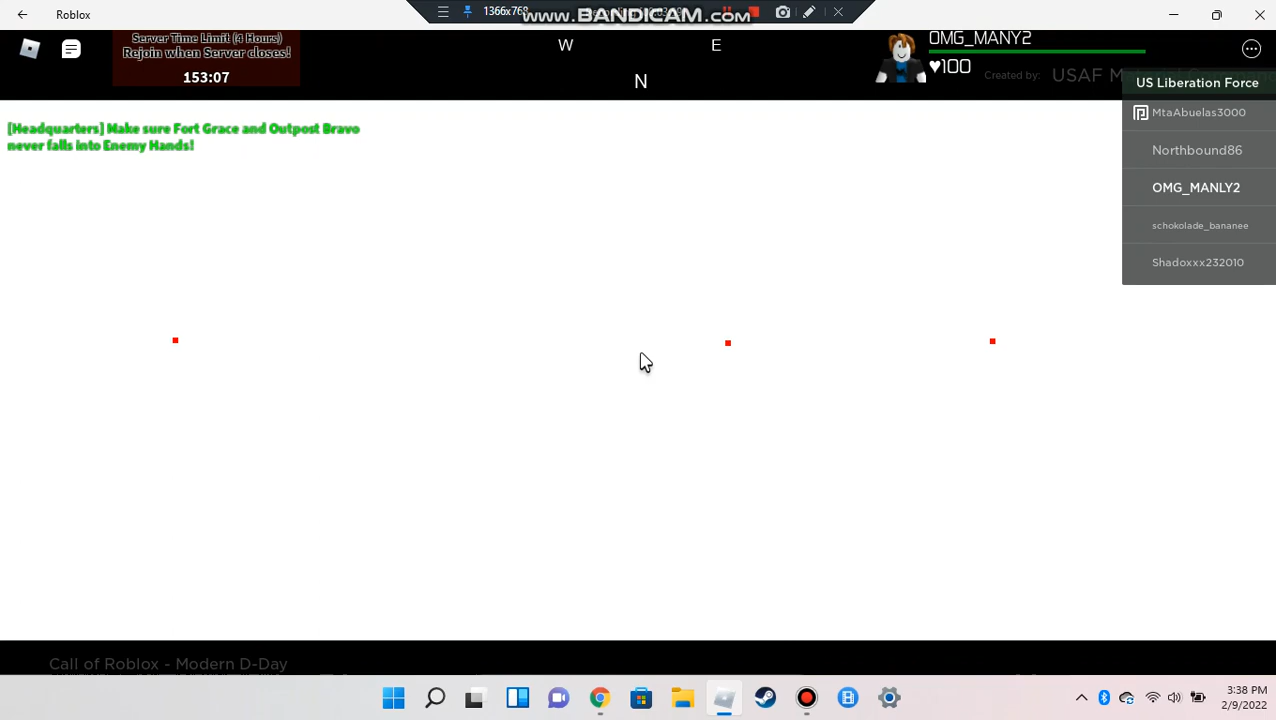 Roblox
1366x768
www.BANDICAM.com
Server Time Limit (4 Hours)
Rejoin when Server closes!
153:07
W
E
N
OMG_MANY2
♥100
Created by:
USAF
US Liberation Force
MtaAbuelas3000
Northbound86
OMG_MANLY2
schokolade_bananee
Shadoxxx232010
[Headquarters] Make sure Fort Grace and Outpost Bravo
never falls into Enemy Hands!
Call of Roblox - Modern D-Day
3:38 PM
2/9/2022